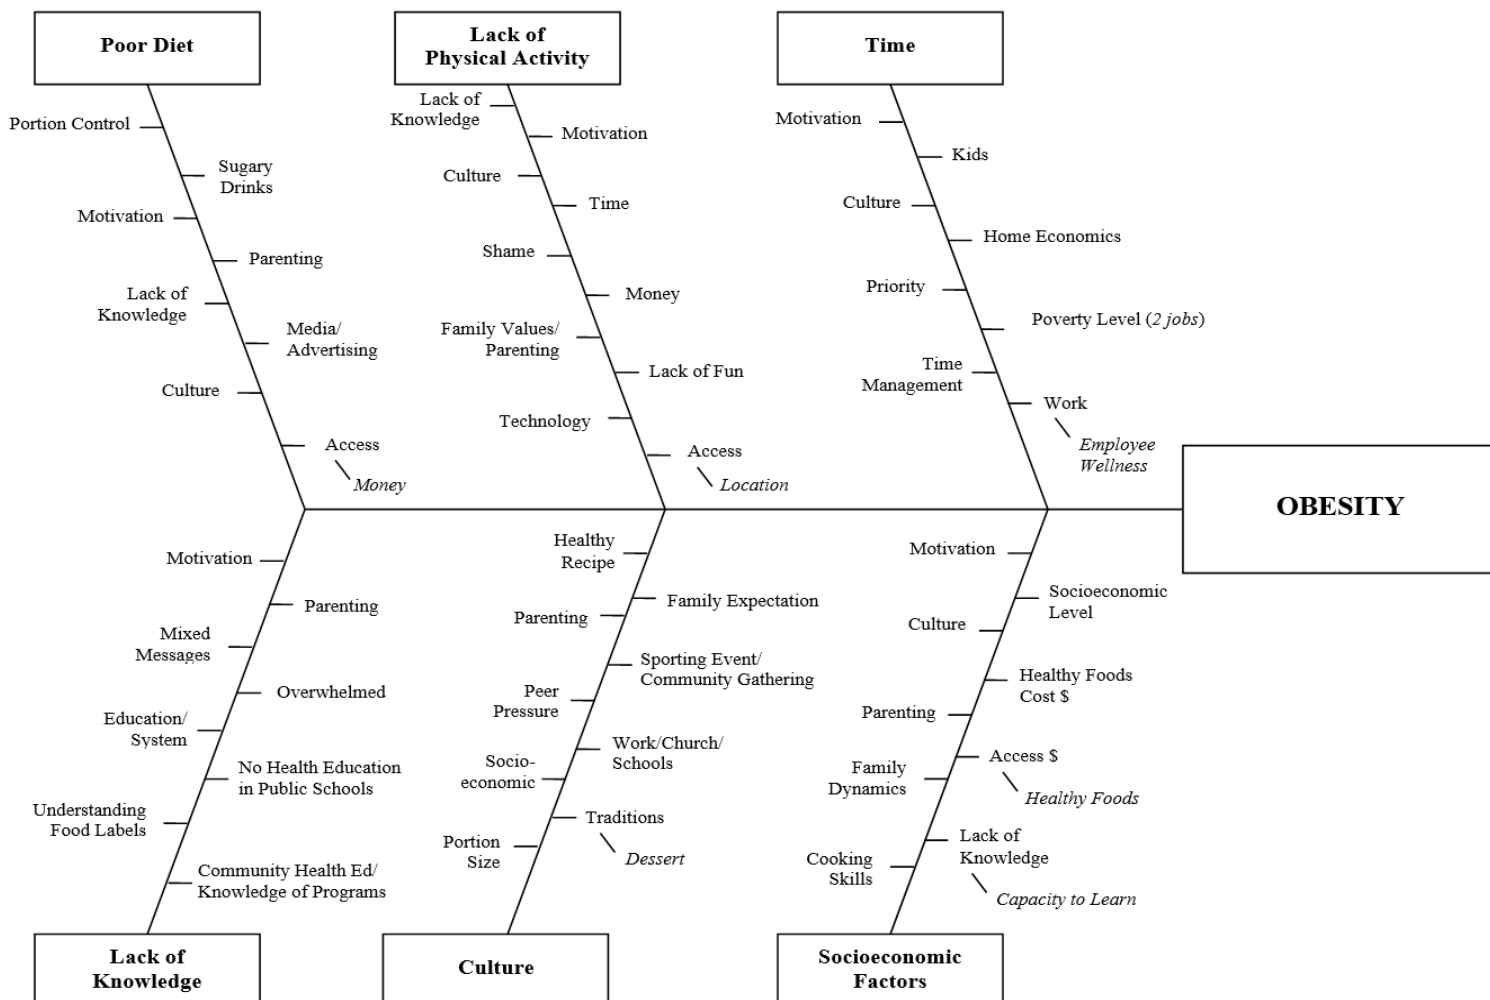 Poor Diet
Portion Control
Sugary
Drinks
Motivation
Parenting
Lack of
Knowledge
Media/
Advertising
Culture
Access
Money
Lack of
Physical Activity
Lack of
Knowledge
Motivation
Culture
Time
Shame
Money
Family Values/
Parenting
Lack of Fun
Technology
Access
Location
Time
Motivation
Kids
Culture
Home Economics
Priority
Poverty Level (2 jobs)
Time
Management
Work
Employee
Wellness
OBESITY
Motivation
Parenting
Mixed
Messages
Overwhelmed
Education/
System
No Health Education
in Public Schools
Understanding
Food Labels
Community Health Ed/
Knowledge of Programs
Lack of
Knowledge
Healthy
Recipe
Family Expectation
Parenting
Sporting Event/
Community Gathering
Peer
Pressure
Work/Church/
Schools
Socio-
economic
Traditions
Dessert
Portion
Size
Culture
Motivation
Socioeconomic
Level
Culture
Healthy Foods
Cost $
Parenting
Access $
Healthy Foods
Family
Dynamics
Lack of
Knowledge
Capacity to Learn
Cooking
Skills
Socioeconomic
Factors